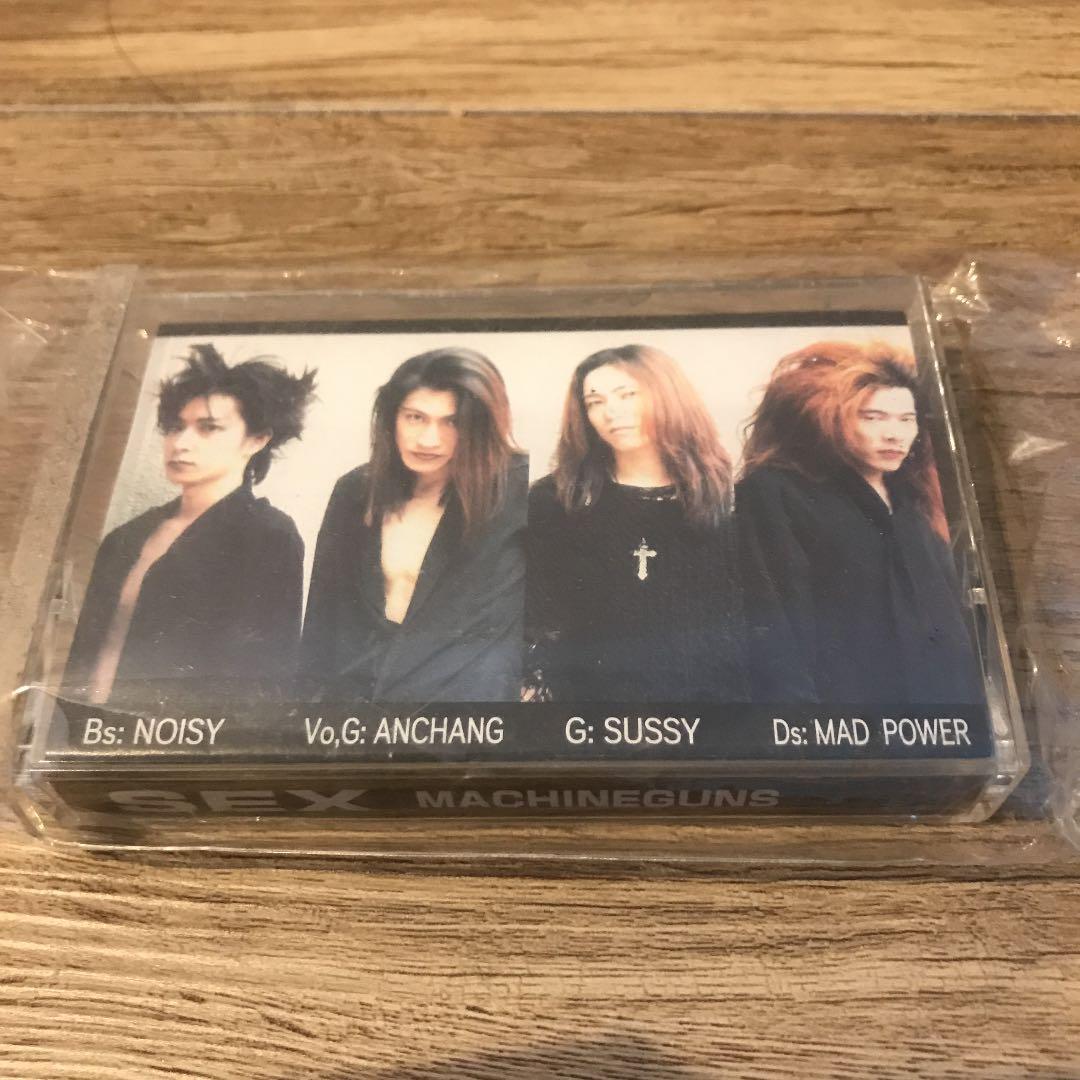 Bs: NOISY Vo,G: ANCHANG G: SUSSY Ds: MAD POWER
SEX MACHINEGUNS